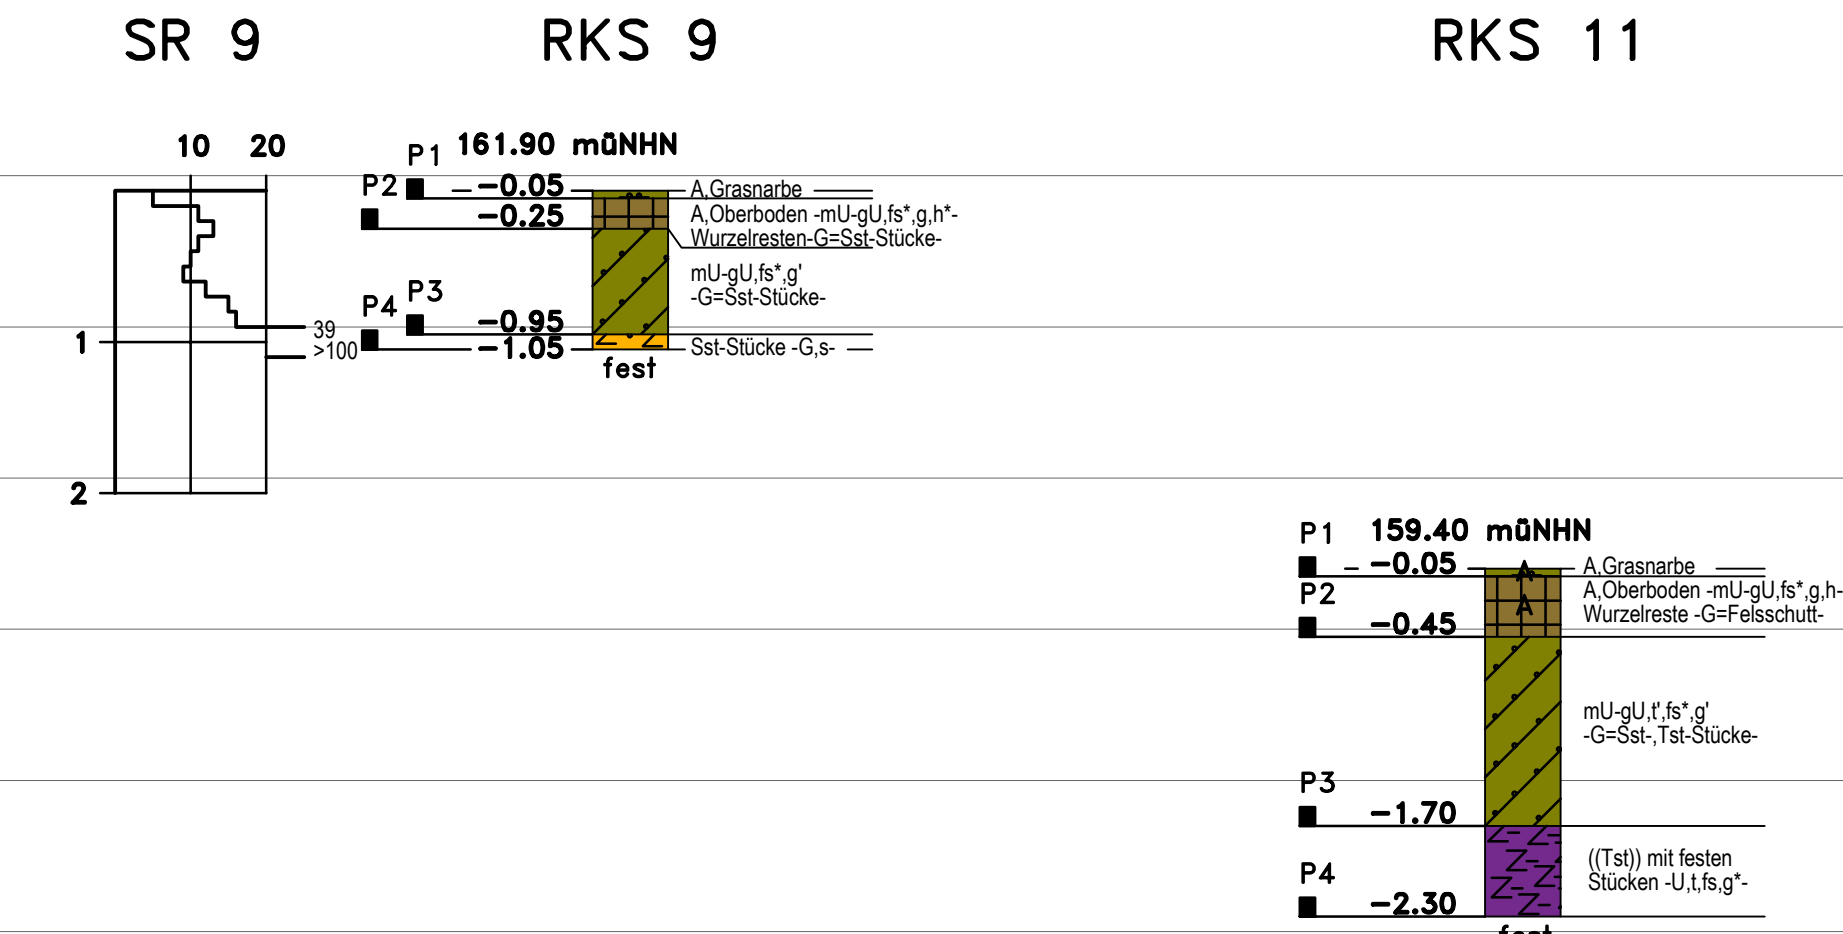 SR 9
RKS 9
RKS 11
10 20
P1 161.90 müNHN
P2 -0.05 A,Grasnarbe
-0.25 A,Oberboden -mU-gU,fs*,g,h*-
Wurzelresten-G=Sst-Stücke-
mU-gU,fs*,g'
-G=Sst-Stücke-
P4 P3 -0.95
1 39
>100 -1.05 Sst-Stücke -G,s-
fest
2
P1 159.40 müNHN
-0.05 A A,Grasnarbe
P2 A,Oberboden -mU-gU,fs*,g,h-
A Wurzelreste -G=Felsschutt-
-0.45
mU-gU,t',fs*,g'
-G=Sst-,Tst-Stücke-
P3
-1.70
((Tst)) mit festen
P4 Stücken -U,t,fs,g*-
-2.30
fest